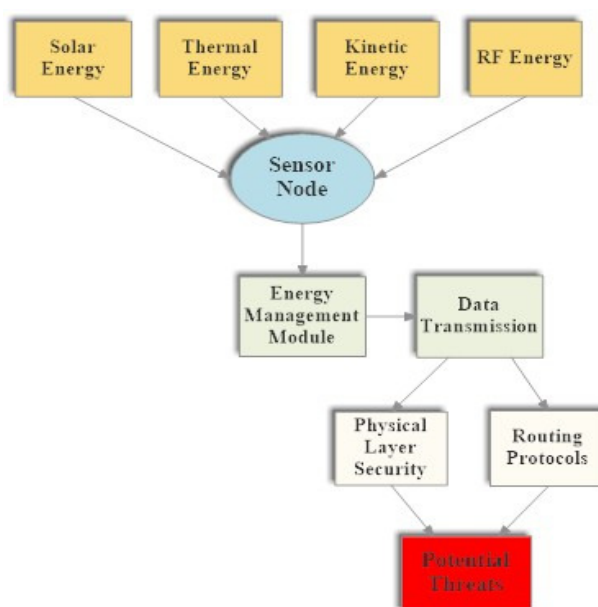 Solar
Energy
Thermal
Energy
Kinetic
Energy
RF Energy
Sensor
Node
Energy
Management
Module
Data
Transmission
Physical
Layer
Security
Routing
Protocols
Potential
Threats